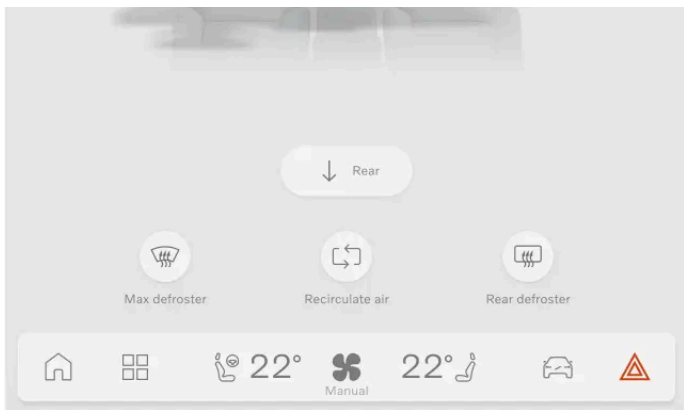 Rear
Max defroster
Recirculate air
Rear defroster
22°
22°
Manual